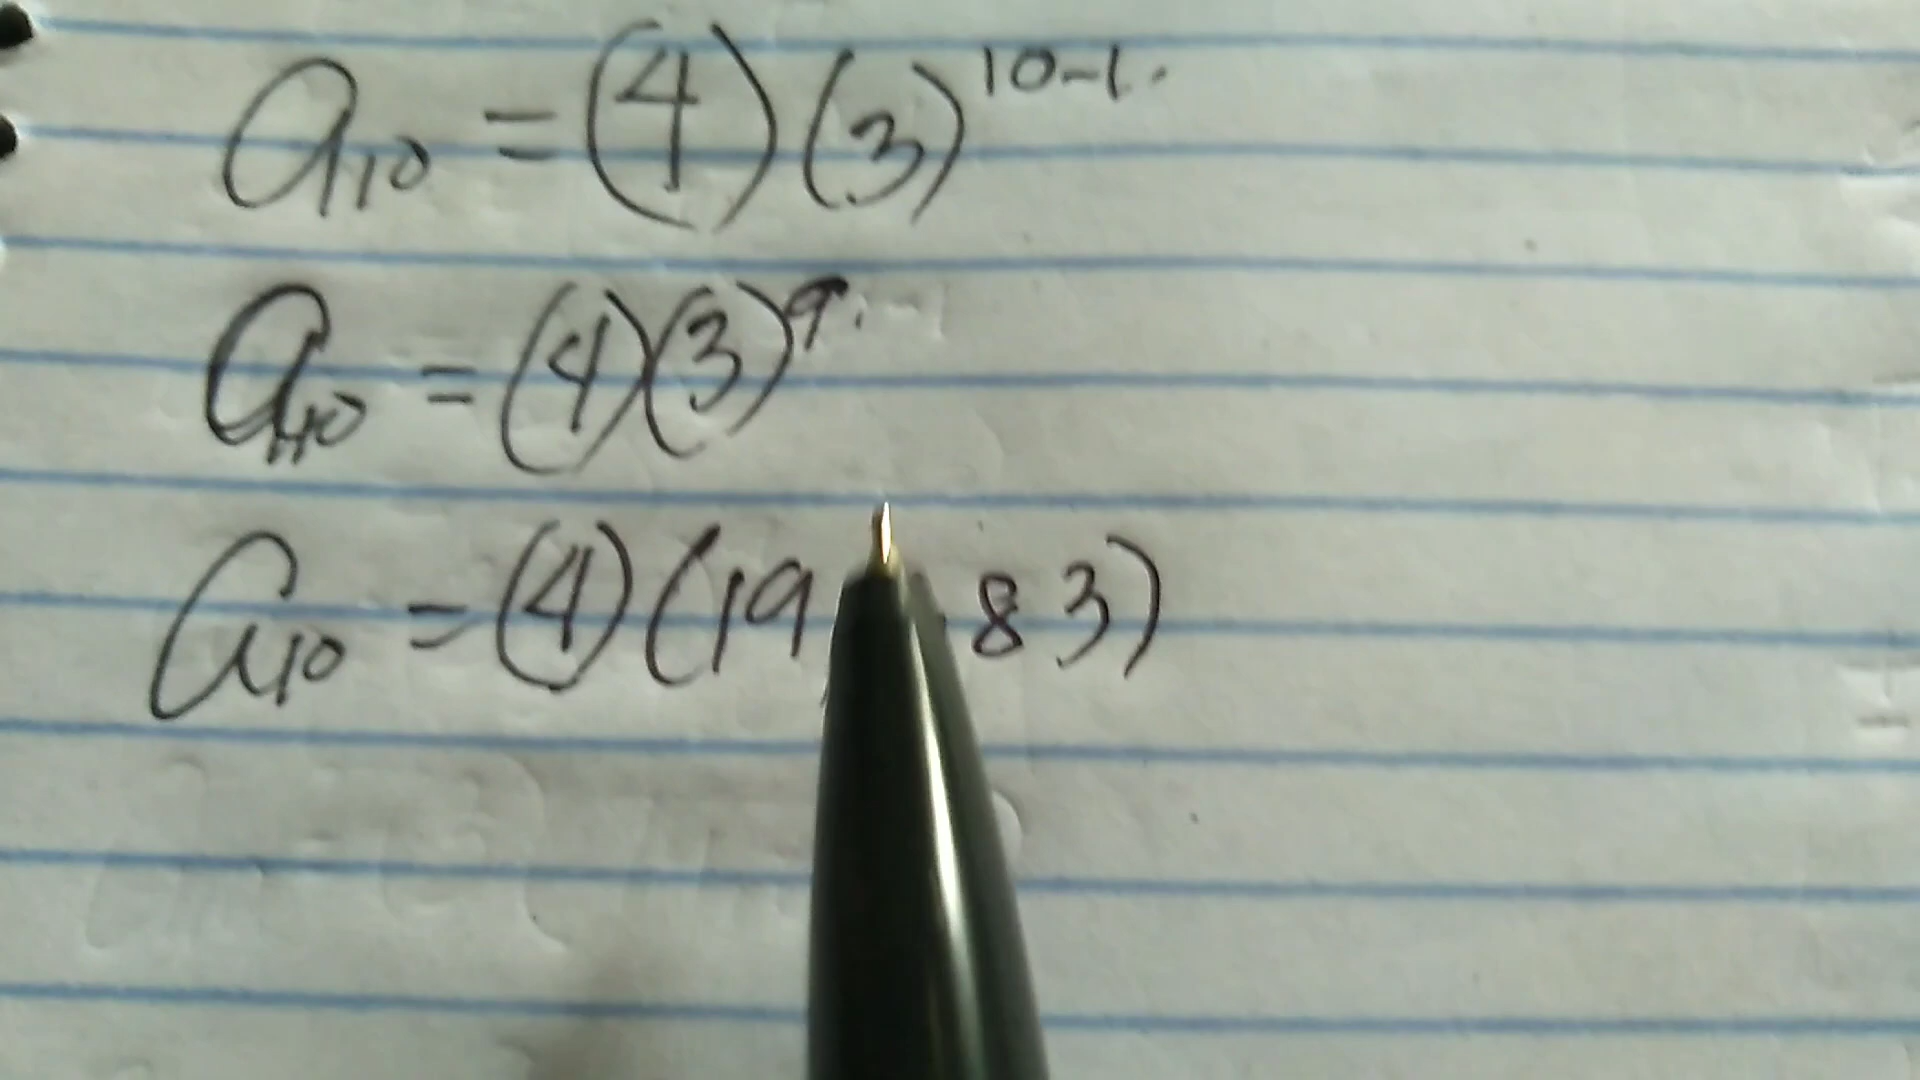 a₁₀ = (4)(3)¹⁰⁻¹.
a₁₀ = (4)(3)⁹.
a₁₀ = (4)(19 83)